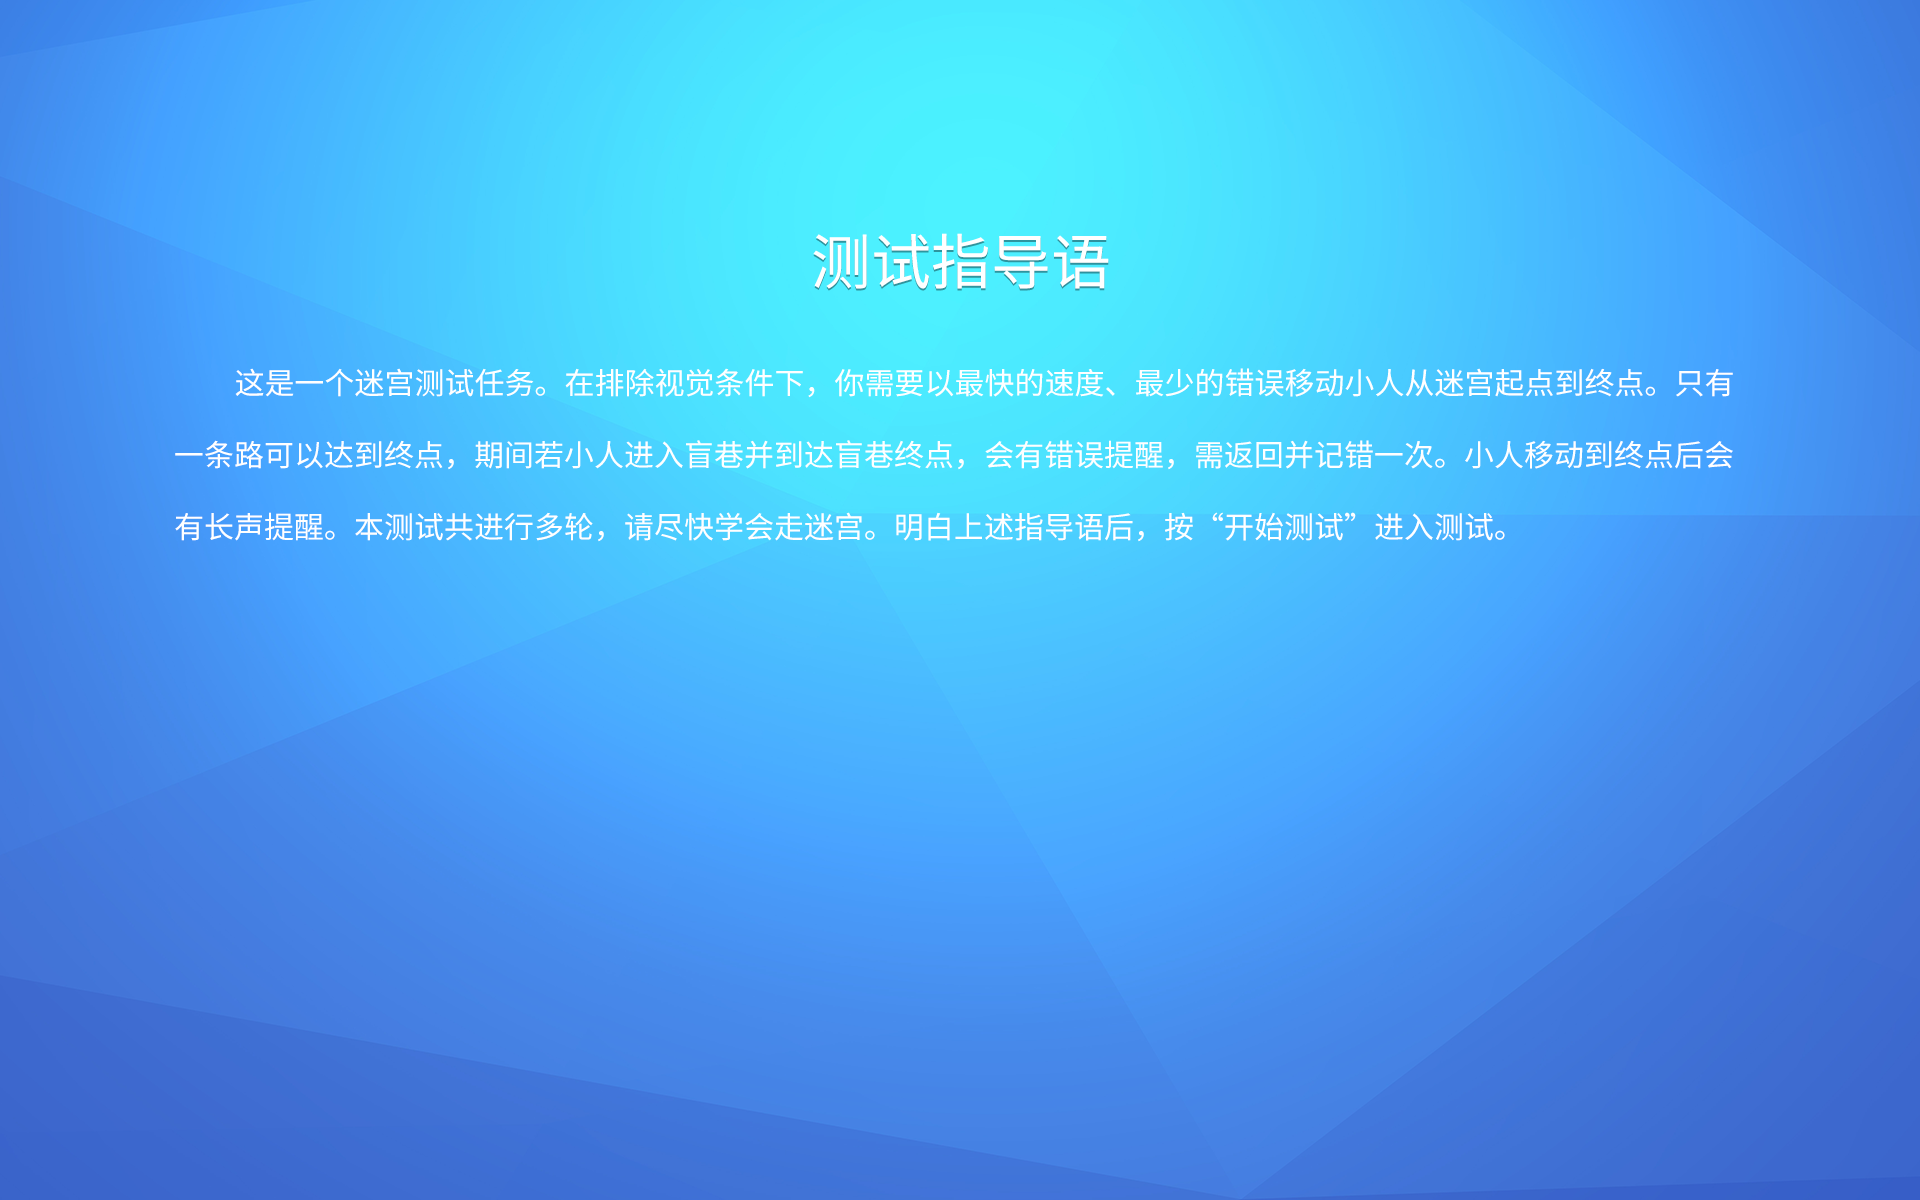 测试指导语
这是一个迷宫测试任务。在排除视觉条件下，你需要以最快的速度、最少的错误移动小人从迷宫起点到终点。只有
一条路可以达到终点，期间若小人进入盲巷并到达盲巷终点，会有错误提醒，需返回并记错一次。小人移动到终点后会
有长声提醒。本测试共进行多轮，请尽快学会走迷宫。明白上述指导语后，按“开始测试”进入测试。